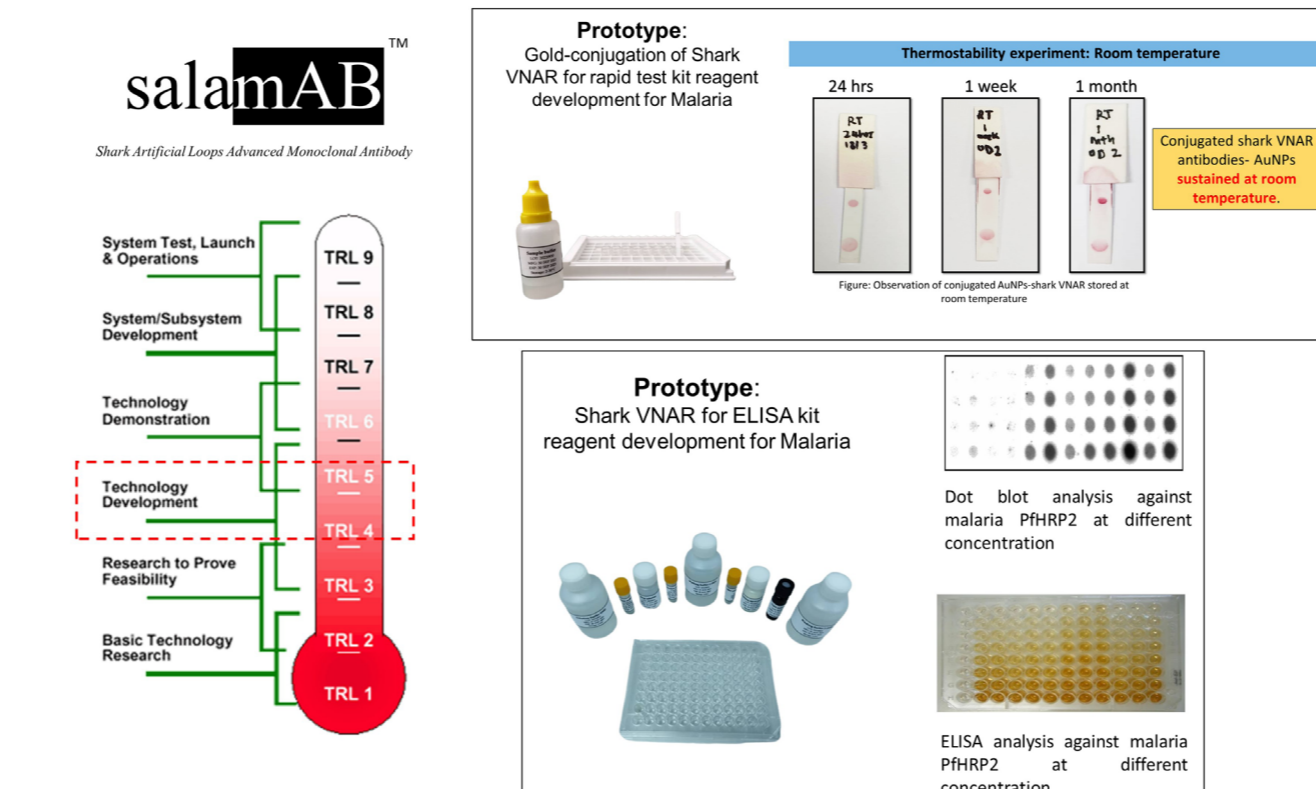 TM
salamAB
Shark Artificial Loops Advanced Monoclonal Antibody
System Test, Launch
& Operations
System/Subsystem
Development
Technology
Demonstration
Technology
Development
Research to Prove
Feasibility
Basic Technology
Research
TRL 9
TRL 8
TRL 7
TRL 6
TRL 5
TRL 4
TRL 3
TRL 2
TRL 1
Prototype:
Gold-conjugation of Shark
VNAR for rapid test kit reagent
development for Malaria
Thermostability experiment: Room temperature
24 hrs
1 week
1 month
RT
RT
1
OD2
RT
1
OD 2
Conjugated shark VNAR
antibodies- AuNPs
sustained at room
temperature.
Figure: Observation of conjugated AuNPs-shark VNAR stored at
room temperature
Prototype:
Shark VNAR for ELISA kit
reagent development for Malaria
Dot blot analysis against
malaria PfHRP2 at different
concentration
ELISA analysis against malaria
PfHRP2 at different
concentration